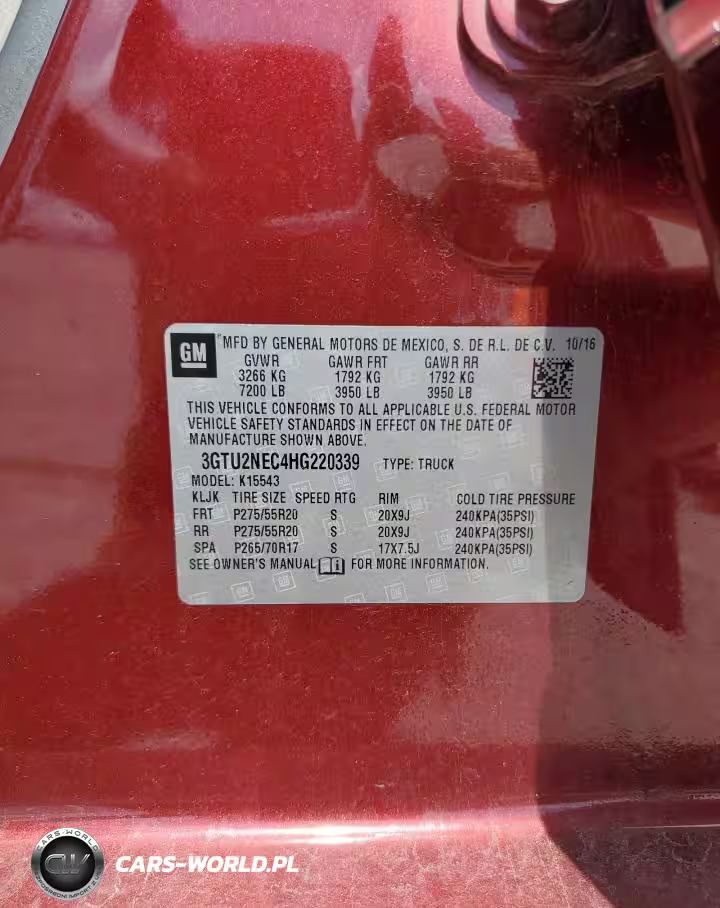 GM
MFD BY GENERAL MOTORS DE MEXICO, S. DE R.L. DE C.V. 10/16
GVWR GAWR FRT GAWR RR
3266 KG 1792 KG 1792 KG
7200 LB 3950 LB 3950 LB
THIS VEHICLE CONFORMS TO ALL APPLICABLE U.S. FEDERAL MOTOR
VEHICLE SAFETY STANDARDS IN EFFECT ON THE DATE OF
MANUFACTURE SHOWN ABOVE.
3GTU2NEC4HG220339 TYPE: TRUCK
MODEL: K15543
KLJK TIRE SIZE SPEED RTG RIM COLD TIRE PRESSURE
FRT P275/55R20 S 20X9J 240KPA(35PSI)
RR P275/55R20 S 20X9J 240KPA(35PSI)
SPA P265/70R17 S 17X7.5J 240KPA(35PSI)
SEE OWNER'S MANUAL FOR MORE INFORMATION.
CARS-WORLD
CW
CARS-WORLD.PL